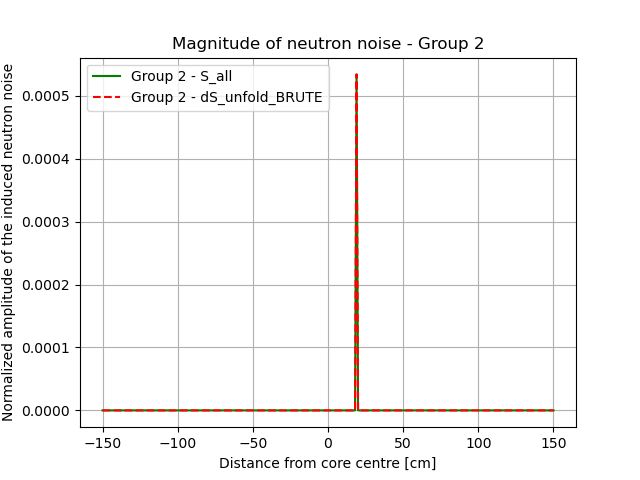 Magnitude of neutron noise - Group 2
Group 2 - S_all
Group 2 - dS_unfold_BRUTE
Normalized amplitude of the induced neutron noise
0.0005
0.0004
0.0003
0.0002
0.0001
0.0000
−150 −100 −50 0 50 100 150
Distance from core centre [cm]